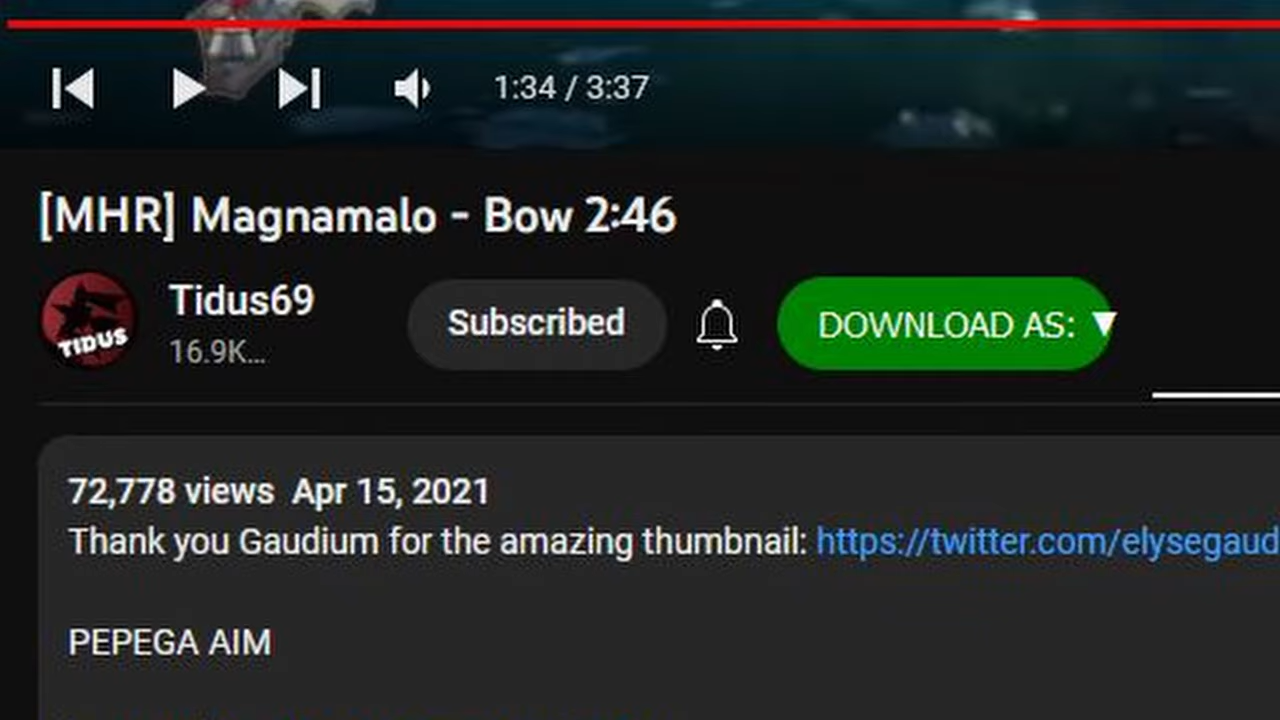 1:34 / 3:37
[MHR] Magnamalo - Bow 2:46
TIDUS
Tidus69
16.9K...
Subscribed
DOWNLOAD AS: ▼
72,778 views Apr 15, 2021
Thank you Gaudium for the amazing thumbnail: https://twitter.com/elysegaud
PEPEGA AIM